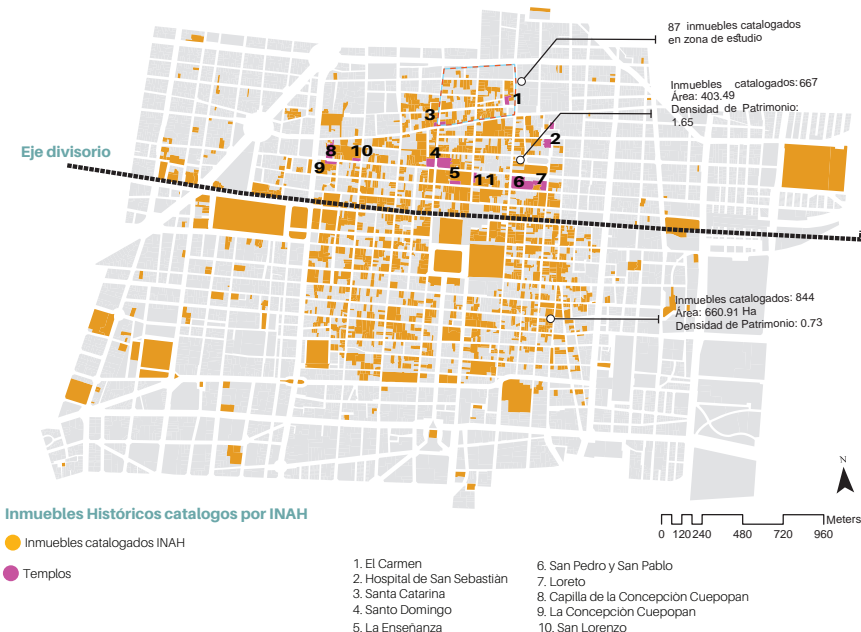 87 inmuebles catalogados
en zona de estudio
Inmuebles catalogados: 667
Área: 403.49
Densidad de Patrimonio:
1.65
1
3
2
Eje divisorio
8
10
4
9
5
11
6
7
Inmuebles catalogados: 844
Área: 660.91 Ha
Densidad de Patrimonio: 0.73
N
Inmuebles Históricos catalogos por INAH
Meters
0 120 240 480 720 960
Inmuebles catalogados INAH
Templos
1. El Carmen
2. Hospital de San Sebastiàn
3. Santa Catarina
4. Santo Domingo
5. La Enseñanza
6. San Pedro y San Pablo
7. Loreto
8. Capilla de la Concepciòn Cuepopan
9. La Concepciòn Cuepopan
10. San Lorenzo